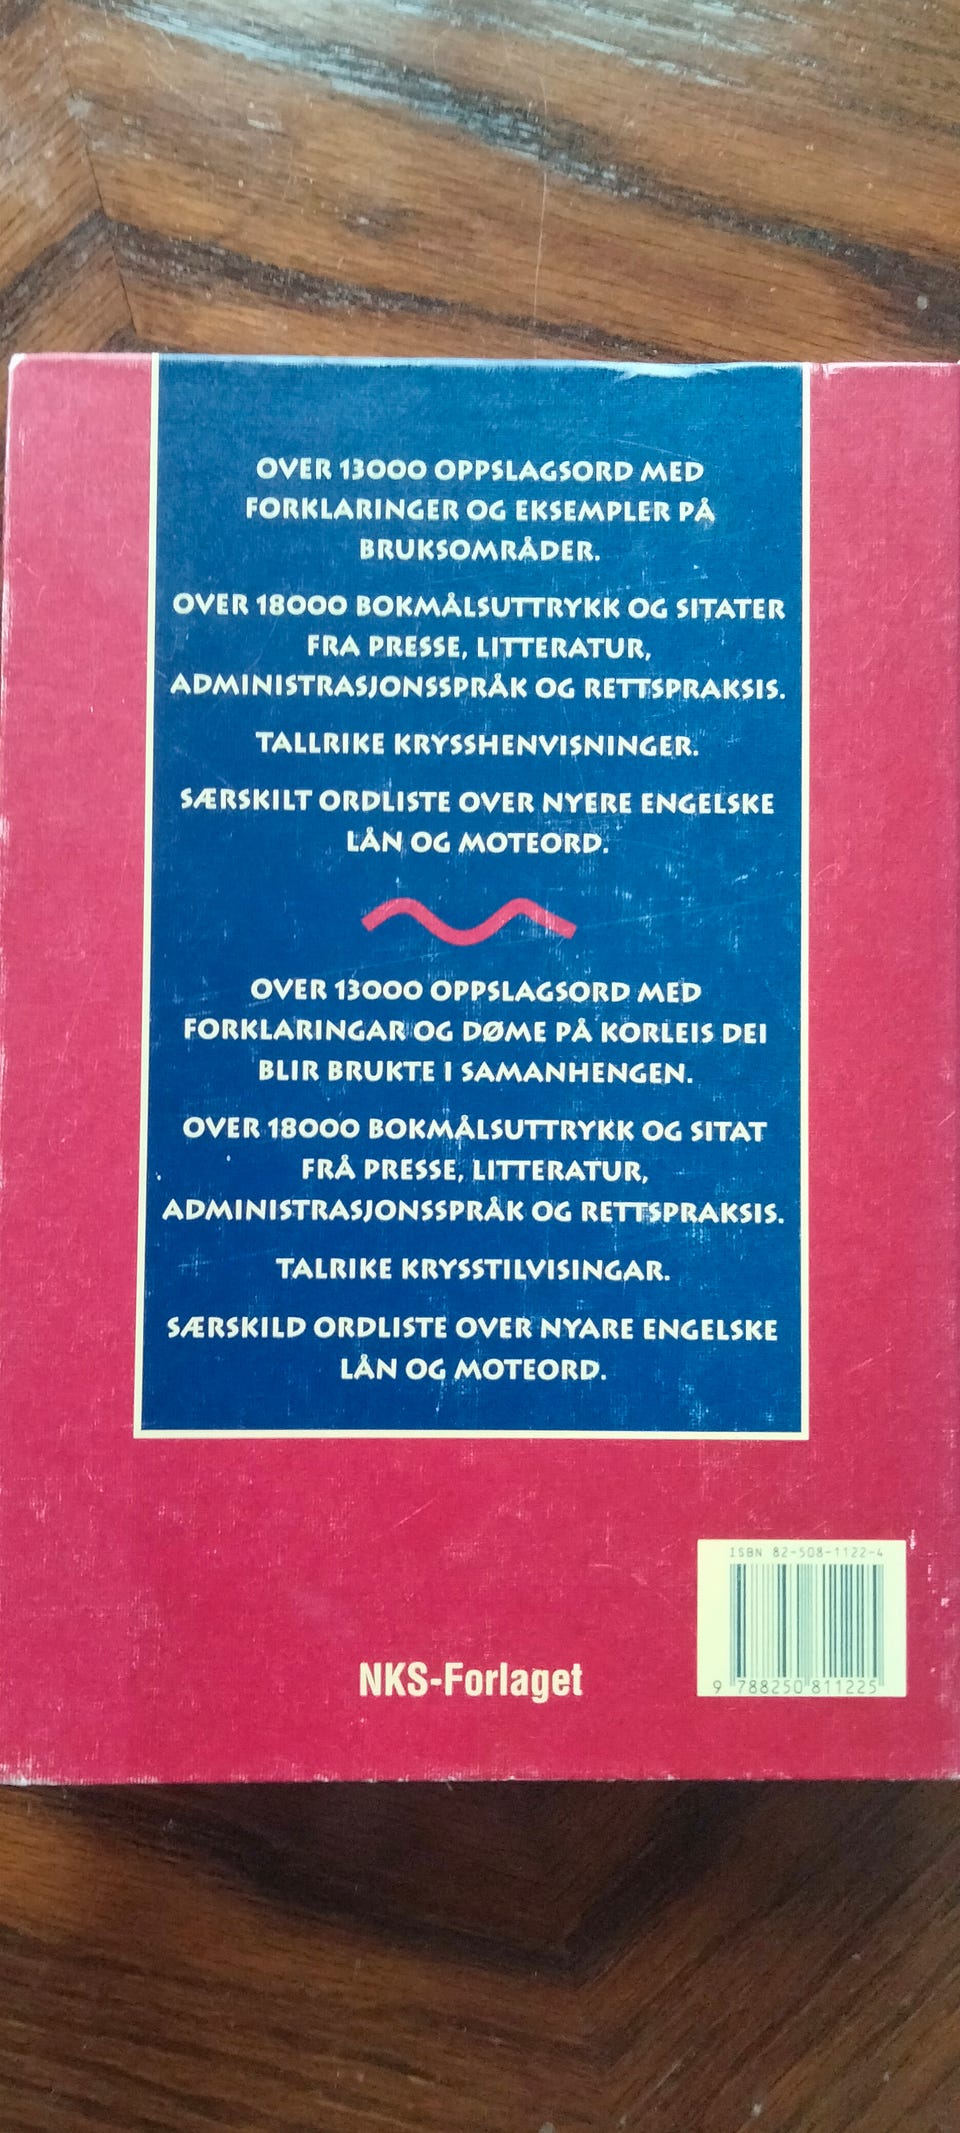 OVER 13000 OPPSLAGSORD MED
FORKLARINGER OG EKSEMPLER PÅ
BRUKSOMRÅDER.
OVER 18000 BOKMÅLSUTTRYKK OG SITATER
FRA PRESSE, LITTERATUR,
ADMINISTRASJONSSPRÅK OG RETTSPRAKSIS.
TALLRIKE KRYSSHENVISNINGER.
SÆRSKILT ORDLISTE OVER NYERE ENGELSKE
LÅN OG MOTEORD.
OVER 13000 OPPSLAGSORD MED
FORKLARINGAR OG DØME PÅ KORLEIS DEI
BLIR BRUKTE I SAMANHENGEN.
OVER 18000 BOKMÅLSUTTRYKK OG SITAT
FRÅ PRESSE, LITTERATUR,
ADMINISTRASJONSSPRÅK OG RETTSPRAKSIS.
TALRIKE KRYSSTILVISINGAR.
SÆRSKILD ORDLISTE OVER NYARE ENGELSKE
LÅN OG MOTEORD.
ISBN 82-508-1122-4
9 788250 811225
NKS-Forlaget